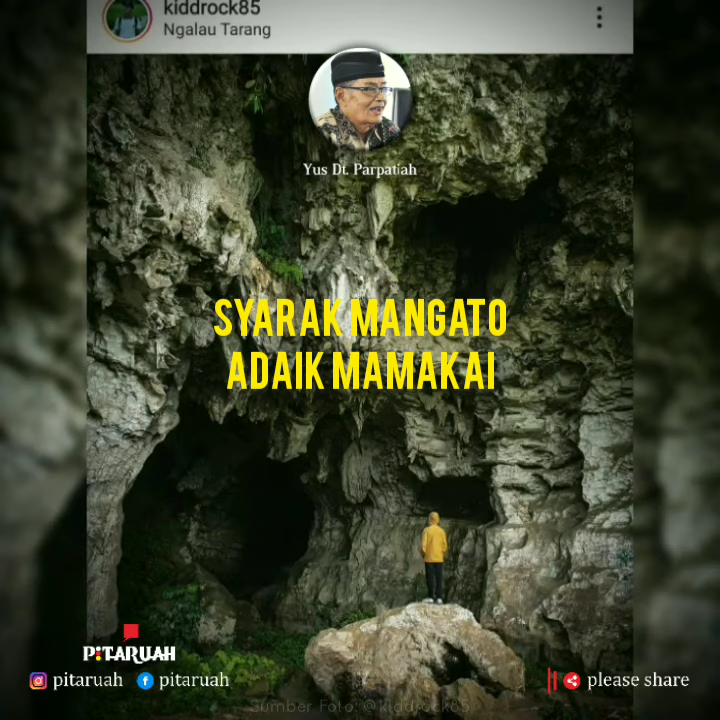 kiddrock85
Ngalau Tarang
Yus Dt. Parpatiah
SYARAK MANGATO
ADAIK MAMAKAI
PITARUAH
pitaruah pitaruah
please share
Sumber Foto: @kiddrock85